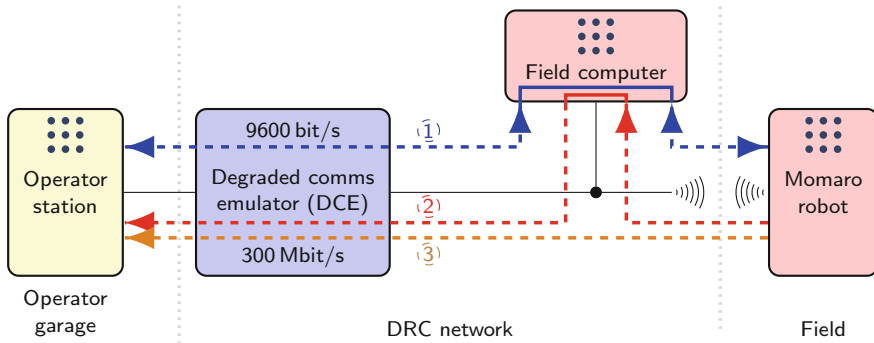 Field computer
9600 bit/s
1
Operator
station
Degraded comms
emulator (DCE)
Momaro
robot
2
300 Mbit/s
3
Operator
garage
DRC network
Field